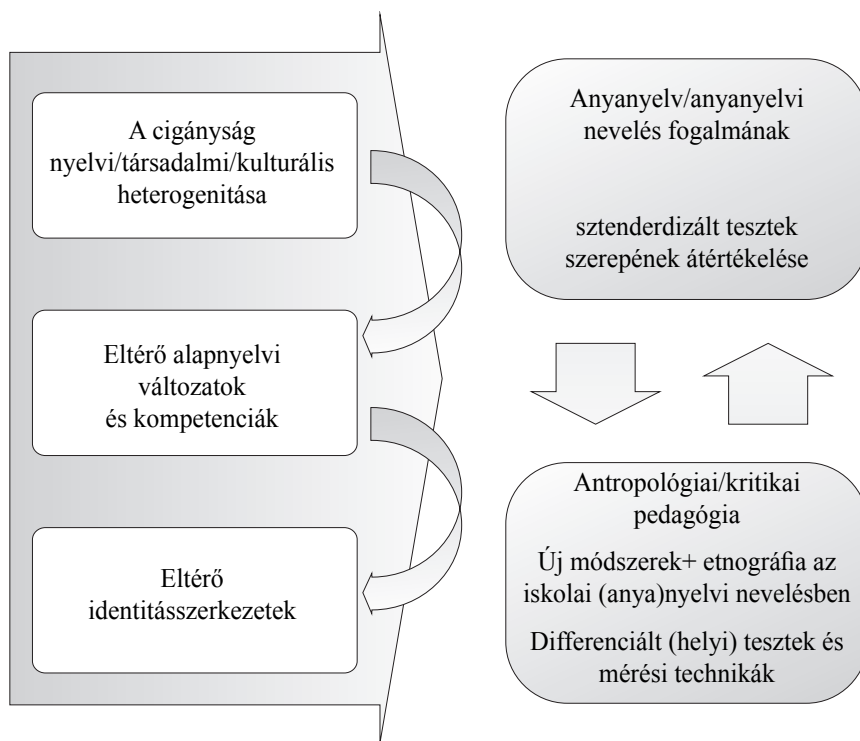 A cigányság
nyelvi/társadalmi/kulturális
heterogenitása
Eltérő alapnyelvi
változatok
és kompetenciák
Eltérő
identitásszerkezetek
Anyanyelv/anyanyelvi
nevelés fogalmának
sztenderdizált tesztek
szerepének átértékelése
Antropológiai/kritikai
pedagógia
Új módszerek+ etnográfia az
iskolai (anya)nyelvi nevelésben
Differenciált (helyi) tesztek és
mérési technikák